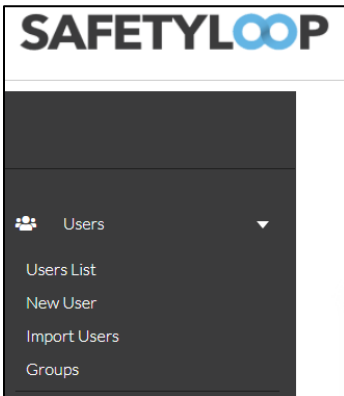 SAFETYLOOP
Users
Users List
New User
Import Users
Groups